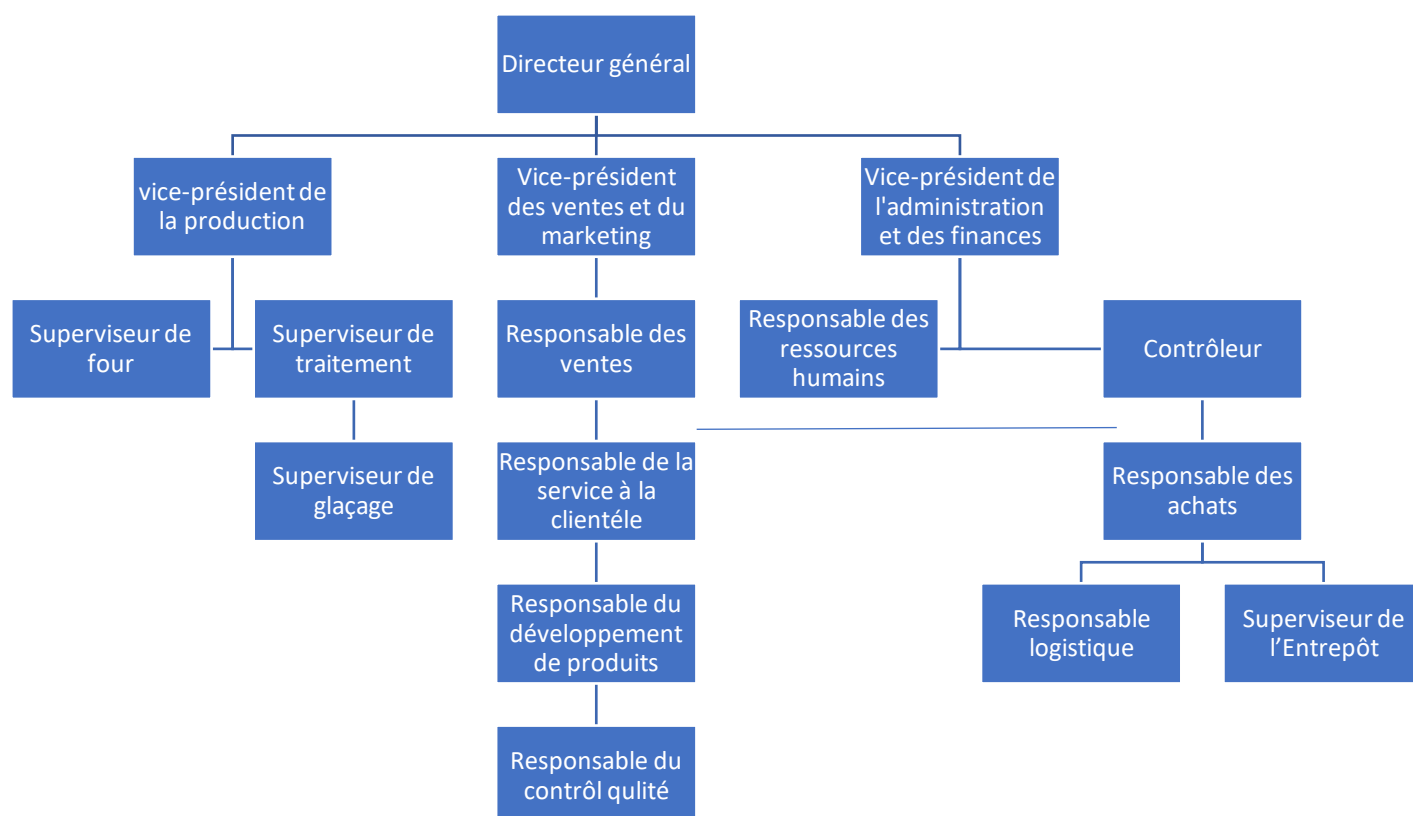 Directeur général
vice-président de
la production
Vice-président
des ventes et du
marketing
Vice-président de
l'administration
et des finances
Superviseur de
four
Superviseur de
traitement
Responsable des
ventes
Responsable des
ressources
humains
Contrôleur
Superviseur de
glaçage
Responsable de la
service à la
clientéle
Responsable des
achats
Responsable du
développement
de produits
Responsable
logistique
Superviseur de
l’Entrepôt
Responsable du
contrôl qulité